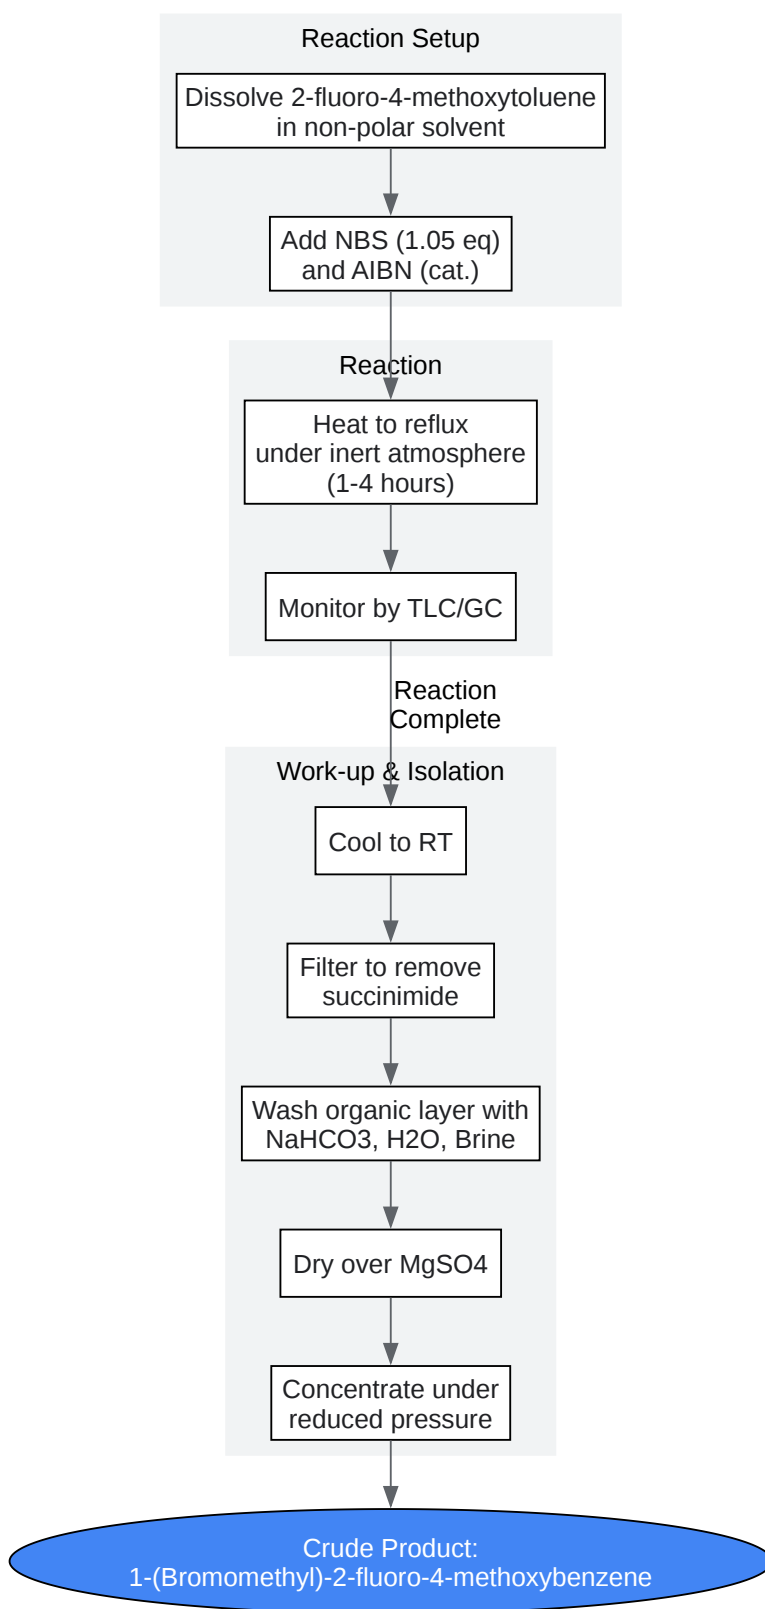 Reaction Setup
Dissolve 2-fluoro-4-methoxytoluene
in non-polar solvent
Add NBS (1.05 eq)
and AIBN (cat.)
Reaction
Heat to reflux
under inert atmosphere
(1-4 hours)
Monitor by TLC/GC
Reaction
Complete
Work-up & Isolation
Cool to RT
Filter to remove
succinimide
Wash organic layer with
NaHCO3, H2O, Brine
Dry over MgSO4
Concentrate under
reduced pressure
Crude Product:
1-(Bromomethyl)-2-fluoro-4-methoxybenzene